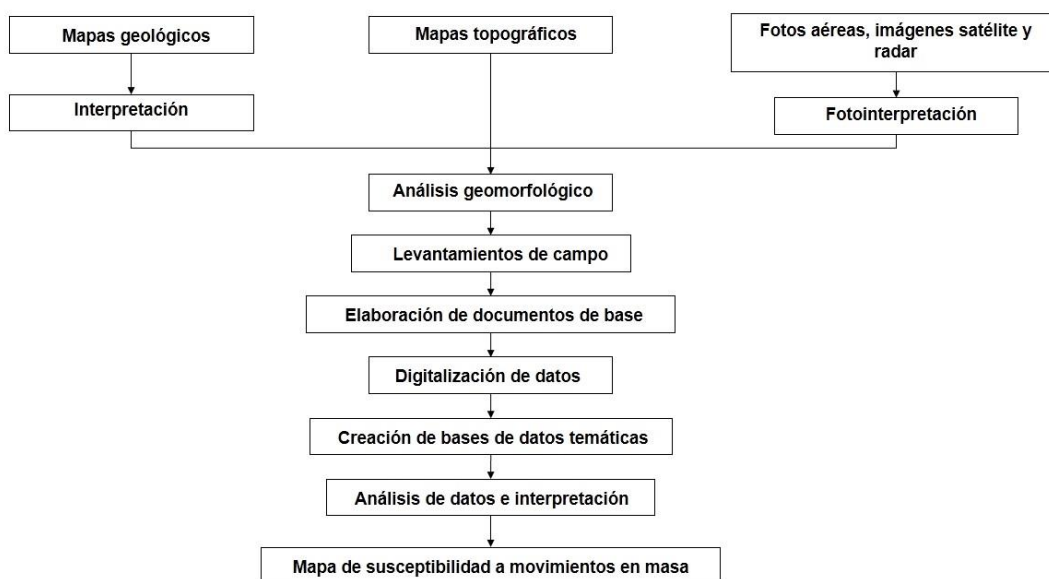 Mapas geológicos
Mapas topográficos
Fotos aéreas, imágenes satélite y
radar
Interpretación
Fotointerpretación
Análisis geomorfológico
Levantamientos de campo
Elaboración de documentos de base
Digitalización de datos
Creación de bases de datos temáticas
Análisis de datos e interpretación
Mapa de susceptibilidad a movimientos en masa